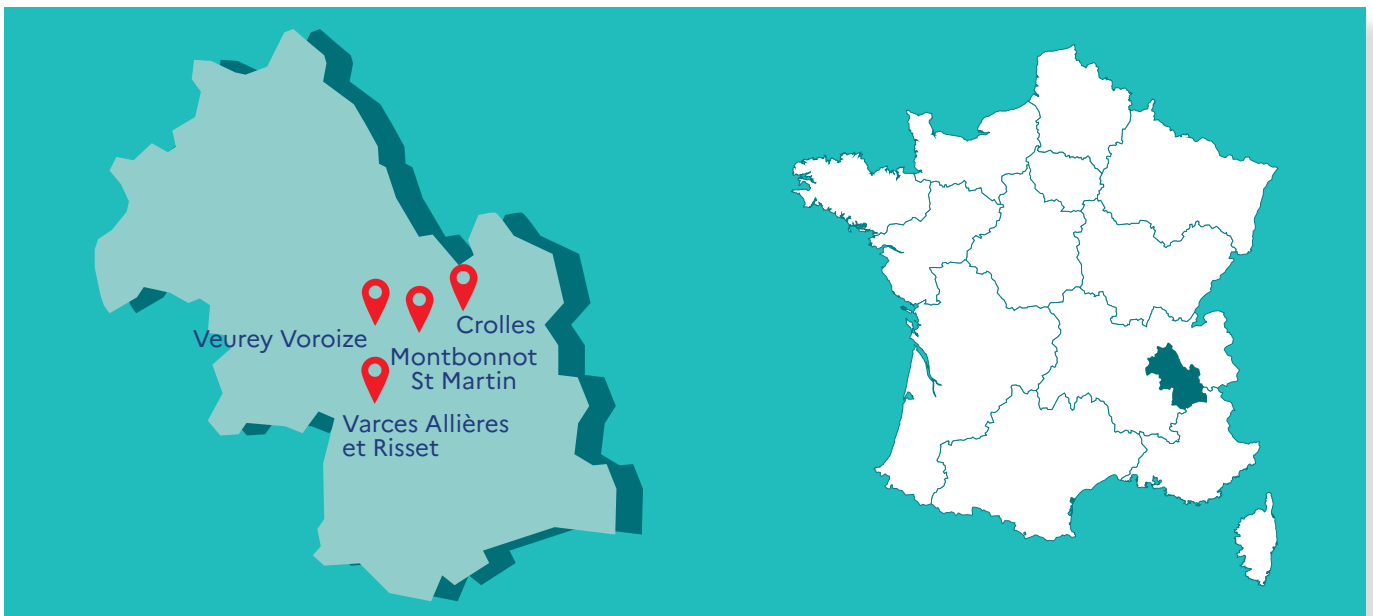 Crolles
Veurey Voroize
Montbonnot
St Martin
Varces Allières
et Risset